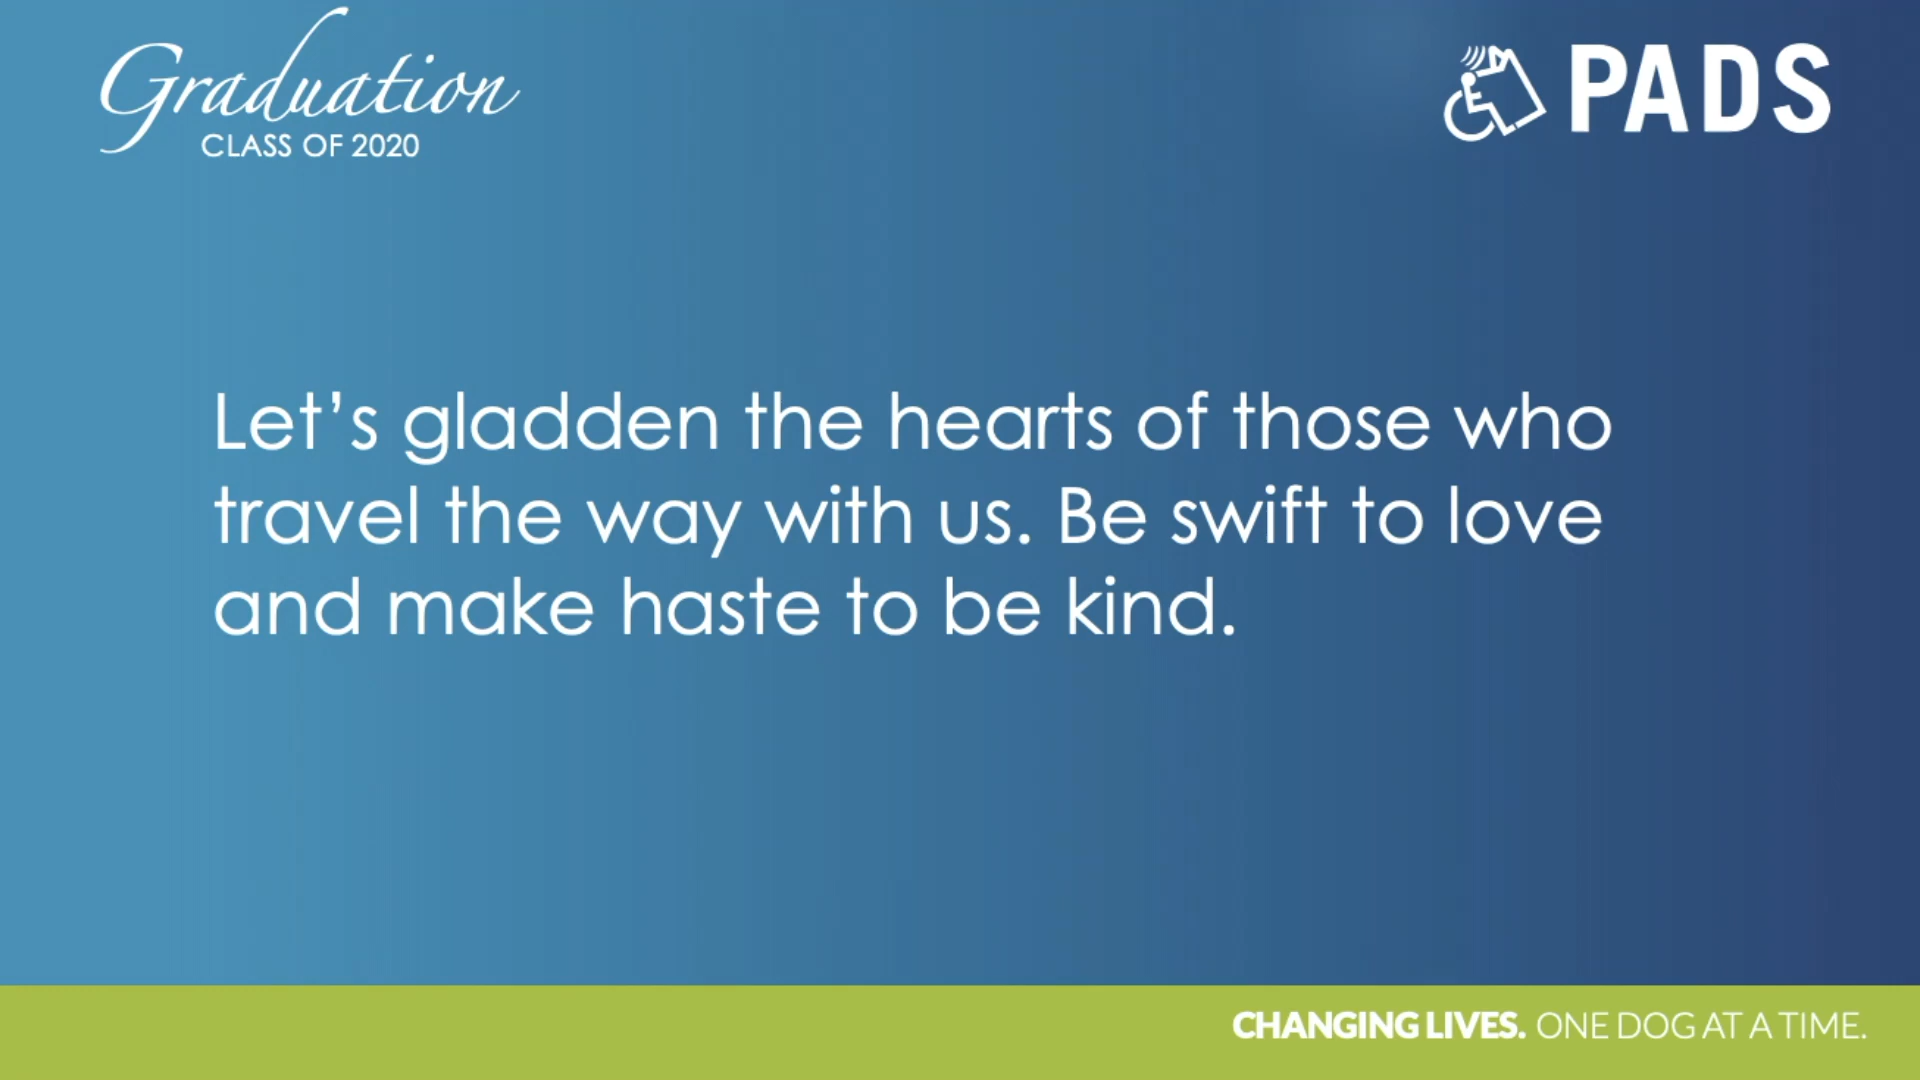 Graduation
CLASS OF 2020
PADS
Let’s gladden the hearts of those who
travel the way with us. Be swift to love
and make haste to be kind.
CHANGING LIVES. ONE DOG AT A TIME.